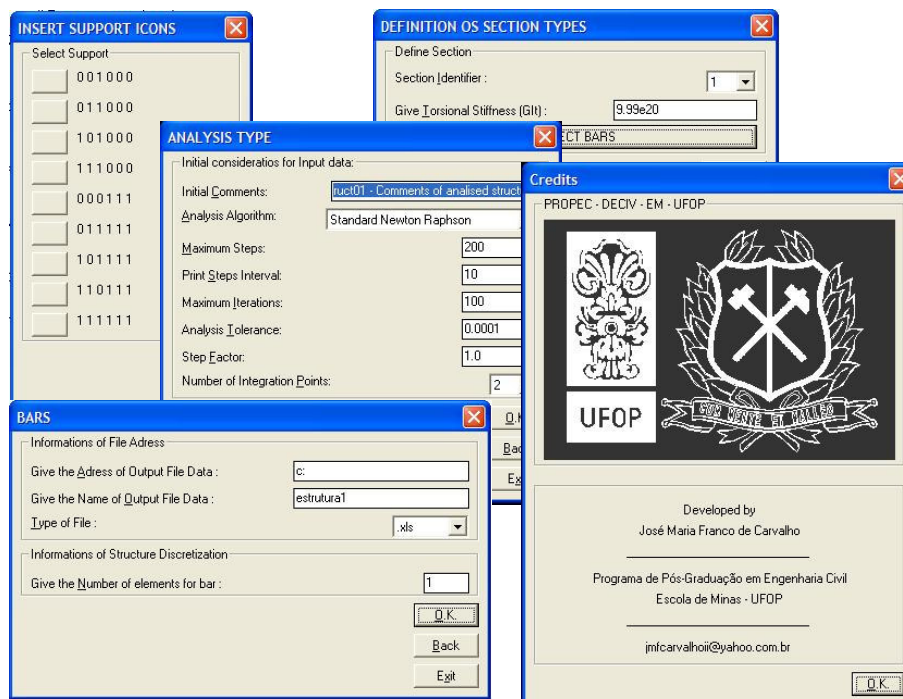 INSERT SUPPORT ICONS
Select Support
001000
011000
101000
111000
000111
011111
101111
110111
111111
DEFINITION OS SECTION TYPES
Define Section
Section Identifier :
1
Give Torsional Stiffness (GIt) :
9.99e20
ECT BARS
ANALYSIS TYPE
Initial consideratios for Input data:
Initial Comments:
ruct01 - Comments of analised struct
Analysis Algorithm:
Standard Newton Raphson
Maximum Steps:
200
Print Steps Interval:
10
Maximum Iterations:
100
Analysis Tolerance:
0.0001
Step Factor:
1.0
Number of Integration Points:
2
O.K
Bac
Ex
BARS
Informations of File Adress
Give the Adress of Output File Data :
c:
Give the Name of Output File Data :
estrutura1
Type of File :
.xls
Informations of Structure Discretization
Give the Number of elements for bar :
1
O.K.
Back
Exit
Credits
PROPEC - DECIV - EM - UFOP
UFOP
CUM MENTE ET MALLEO
Developed by
José Maria Franco de Carvalho
Programa de Pós-Graduação em Engenharia Civil
Escola de Minas - UFOP
jmfcarvalhoii@yahoo.com.br
O.K.